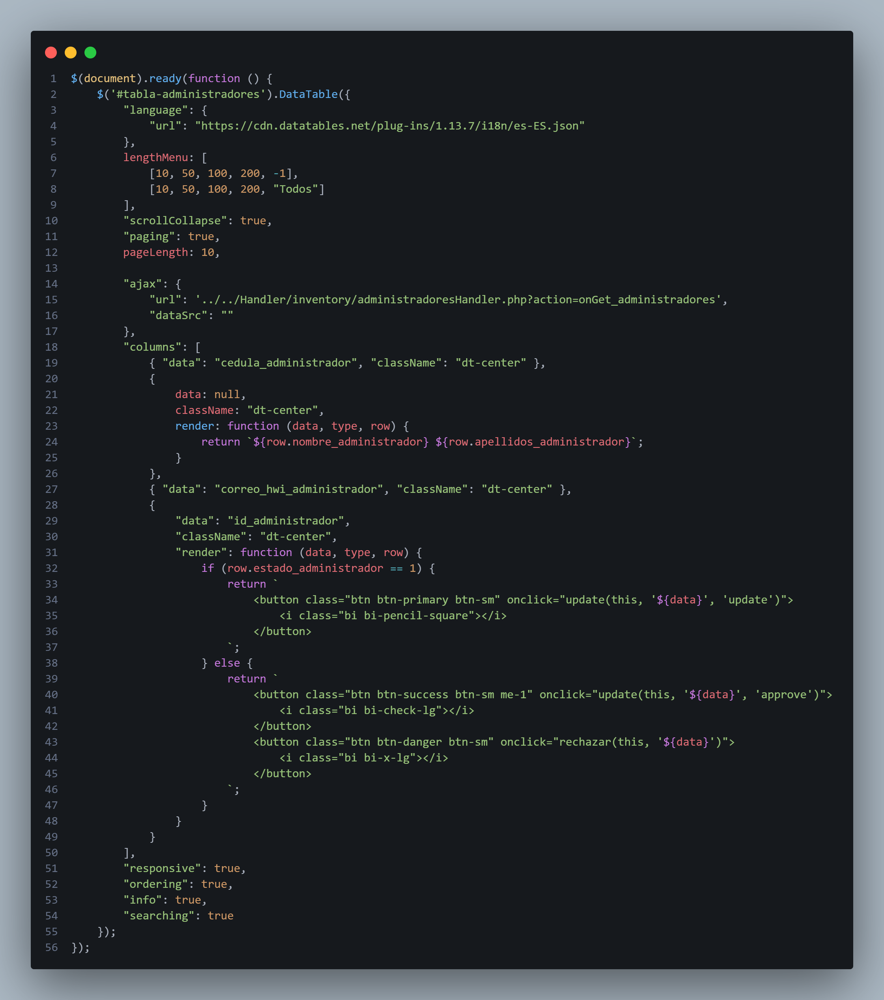 1 $(document).ready(function () {
2     $('#tabla-administradores').DataTable({
3         "language": {
4             "url": "https://cdn.datatables.net/plug-ins/1.13.7/i18n/es-ES.json"
5         },
6         lengthMenu: [
7             [10, 50, 100, 200, -1],
8             [10, 50, 100, 200, "Todos"]
9         ],
10         "scrollCollapse": true,
11         "paging": true,
12         pageLength: 10,
13
14         "ajax": {
15             "url": '../../Handler/inventory/administradoresHandler.php?action=onGet_administradores',
16             "dataSrc": ""
17         },
18         "columns": [
19             { "data": "cedula_administrador", "className": "dt-center" },
20             {
21                 data: null,
22                 className: "dt-center",
23                 render: function (data, type, row) {
24                     return `${row.nombre_administrador} ${row.apellidos_administrador}`;
25                 }
26             },
27             { "data": "correo_hwi_administrador", "className": "dt-center" },
28             {
29                 "data": "id_administrador",
30                 "className": "dt-center",
31                 "render": function (data, type, row) {
32                     if (row.estado_administrador == 1) {
33                         return `
34                             <button class="btn btn-primary btn-sm" onclick="update(this, '${data}', 'update')">
35                                 <i class="bi bi-pencil-square"></i>
36                             </button>
37                         `;
38                     } else {
39                         return `
40                             <button class="btn btn-success btn-sm me-1" onclick="update(this, '${data}', 'approve')">
41                                 <i class="bi bi-check-lg"></i>
42                             </button>
43                             <button class="btn btn-danger btn-sm" onclick="rechazar(this, '${data}')">
44                                 <i class="bi bi-x-lg"></i>
45                             </button>
46                         `;
47                     }
48                 }
49             }
50         ],
51         "responsive": true,
52         "ordering": true,
53         "info": true,
54         "searching": true
55     });
56 });